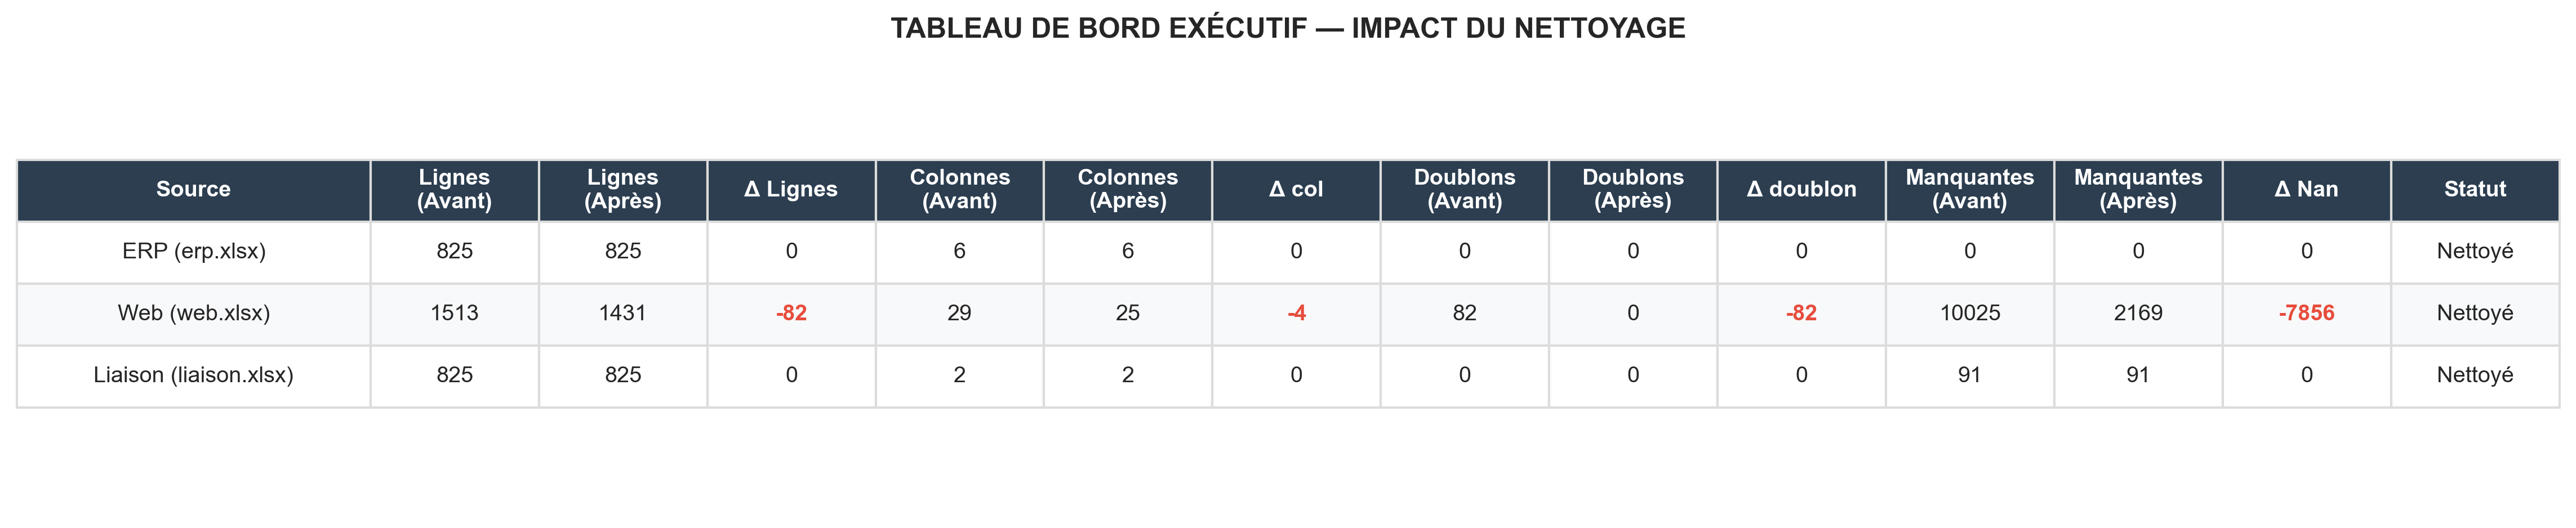 TABLEAU DE BORD EXÉCUTIF — IMPACT DU NETTOYAGE
Source Lignes (Avant) Lignes (Après) Δ Lignes Colonnes (Avant) Colonnes (Après) Δ col Doublons (Avant) Doublons (Après) Δ doublon Manquantes (Avant) Manquantes (Après) Δ Nan Statut
ERP (erp.xlsx) 825 825 0 6 6 0 0 0 0 0 0 0 Nettoyé
Web (web.xlsx) 1513 1431 -82 29 25 -4 82 0 -82 10025 2169 -7856 Nettoyé
Liaison (liaison.xlsx) 825 825 0 2 2 0 0 0 0 91 91 0 Nettoyé